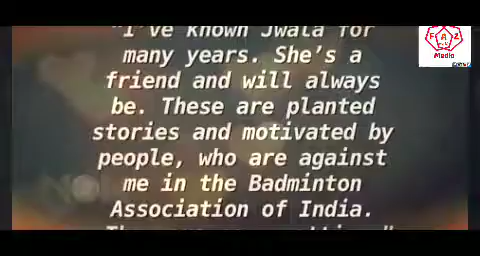 "I've known Jwala for
many years. She's a
friend and will always
be. These are planted
stories and motivated by
people, who are against
me in the Badminton
Association of India.
F A Z
Media